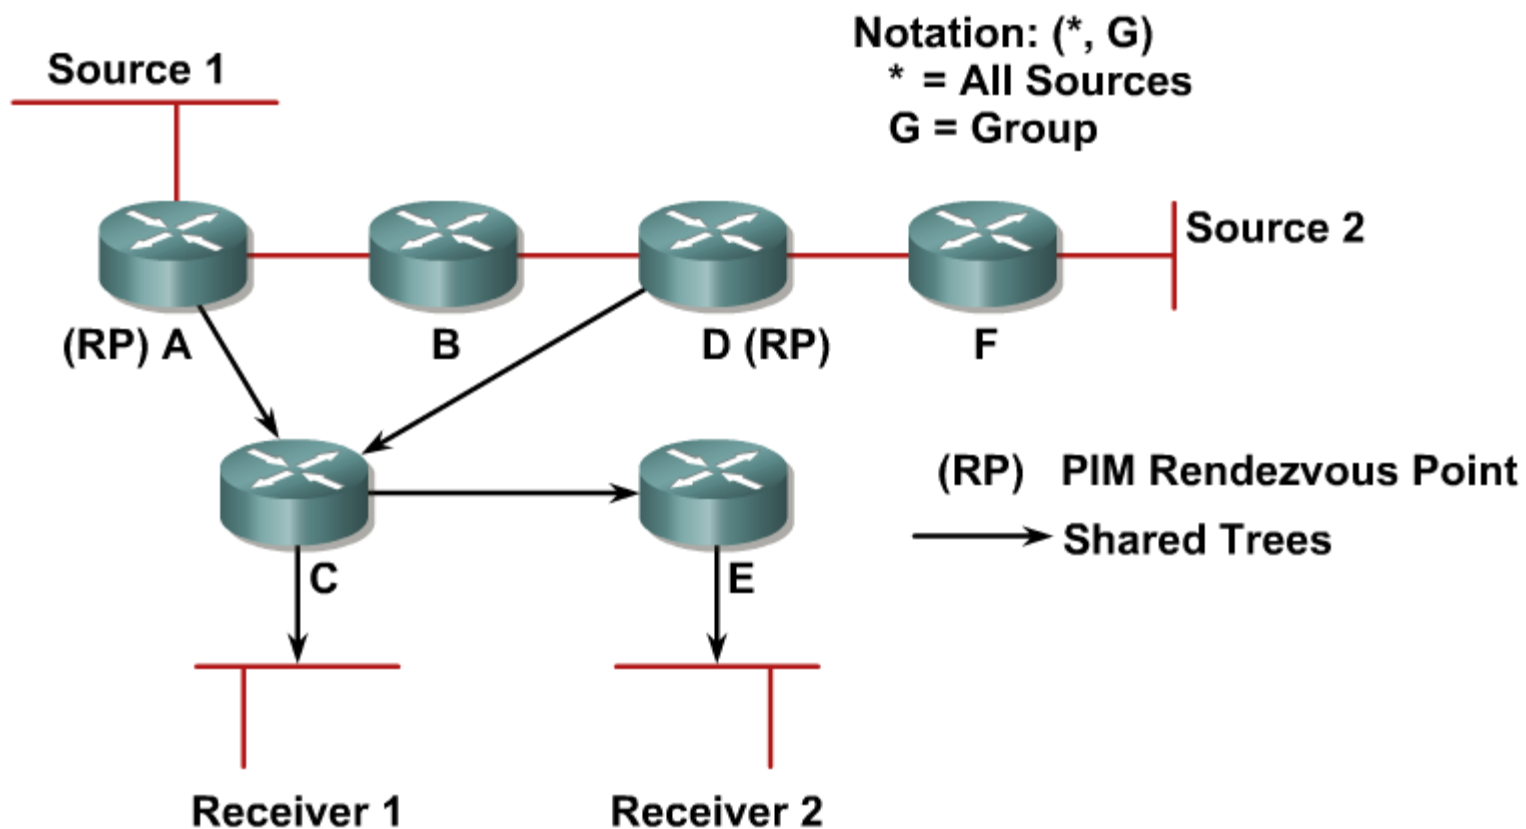 Notation: (*, G)
* = All Sources
G = Group
Source 1
Source 2
(RP) A
B
D (RP)
F
(RP) PIM Rendezvous Point
Shared Trees
C
E
Receiver 1
Receiver 2